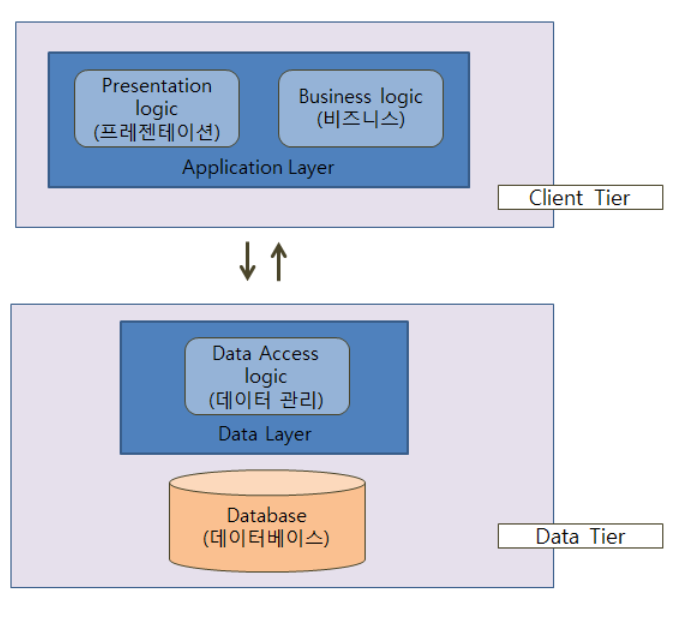 Presentation
logic
(프레젠테이션)
Business logic
(비즈니스)
Application Layer
Client Tier
Data Access
logic
(데이터 관리)
Data Layer
Database
(데이터베이스)
Data Tier